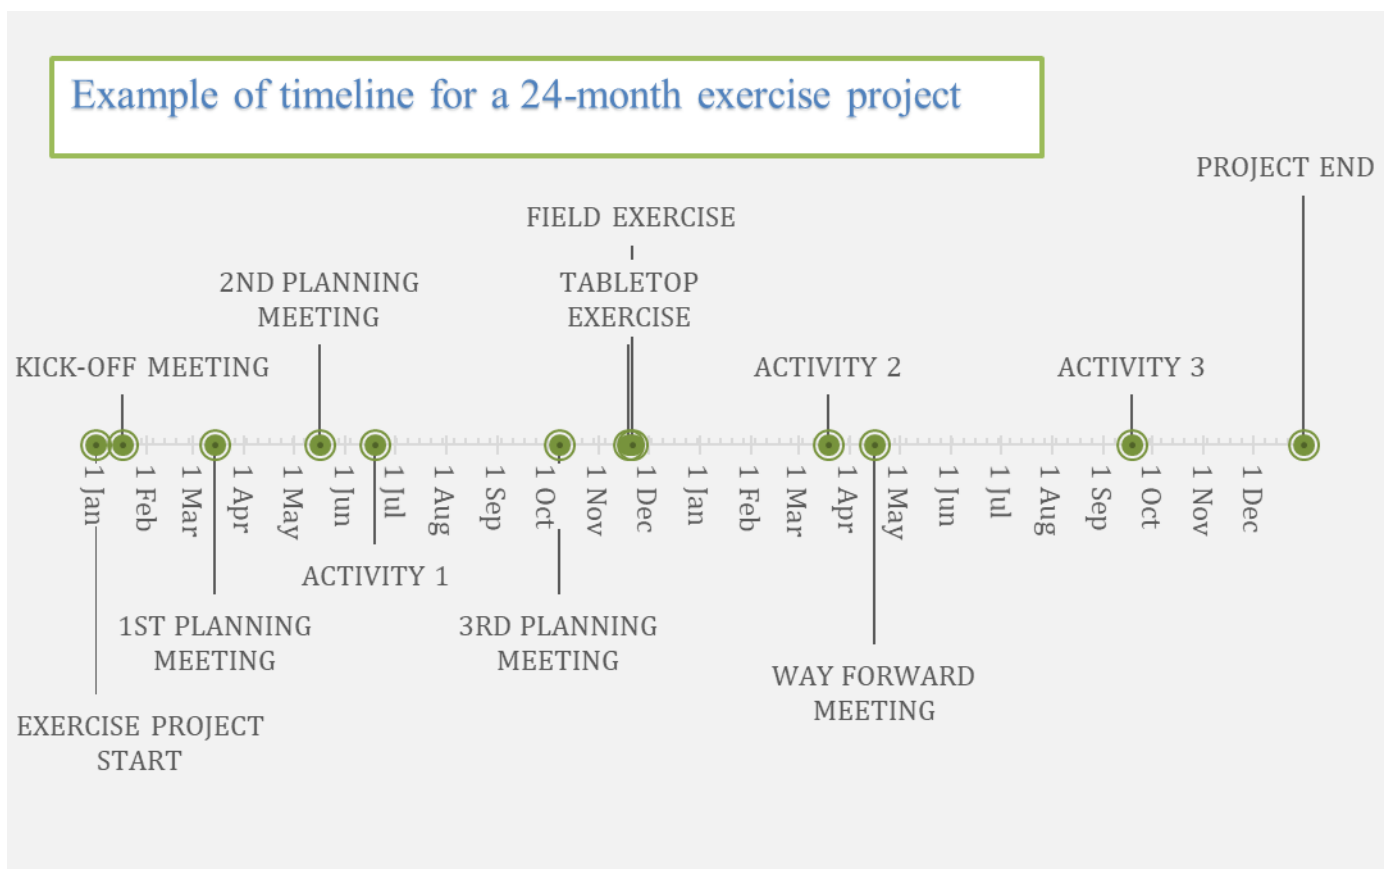 Example of timeline for a 24-month exercise project
PROJECT END
FIELD EXERCISE
2ND PLANNING
MEETING
TABLETOP
EXERCISE
KICK-OFF MEETING
ACTIVITY 2
ACTIVITY 3
1 Jan
1 Feb
1 Mar
1 Apr
1 May
1 Jun
1 Jul
1 Aug
1 Sep
1 Oct
1 Nov
1 Dec
1 Jan
1 Feb
1 Mar
1 Apr
1 May
1 Jun
1 Jul
1 Aug
1 Sep
1 Oct
1 Nov
1 Dec
ACTIVITY 1
1ST PLANNING
MEETING
3RD PLANNING
MEETING
WAY FORWARD
MEETING
EXERCISE PROJECT
START